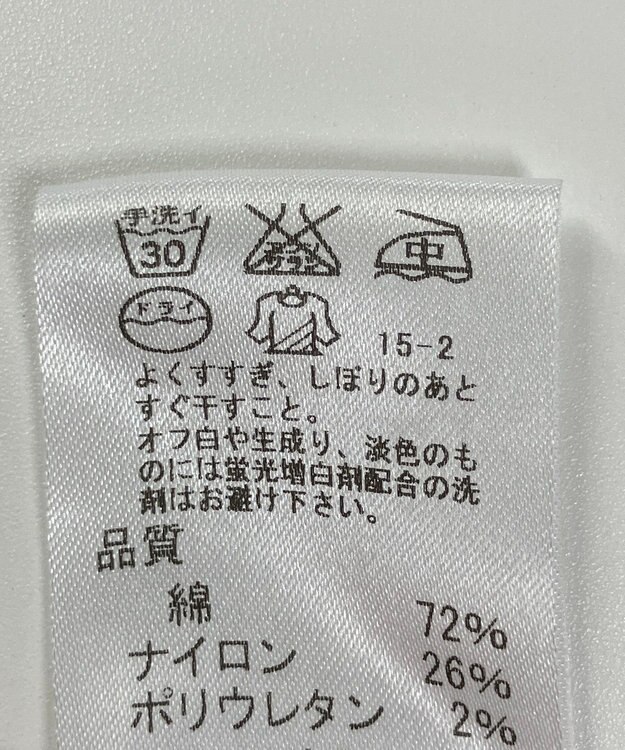 手洗イ
30
エンソ
サラシ
中
ドライ
15-2
よくすすぎ、しぼりのあと
すぐ干すこと。
オフ白や生成り、淡色のも
のには蛍光増白剤配合の洗
剤はお避け下さい。
品質
綿 72%
ナイロン 26%
ポリウレタン 2%